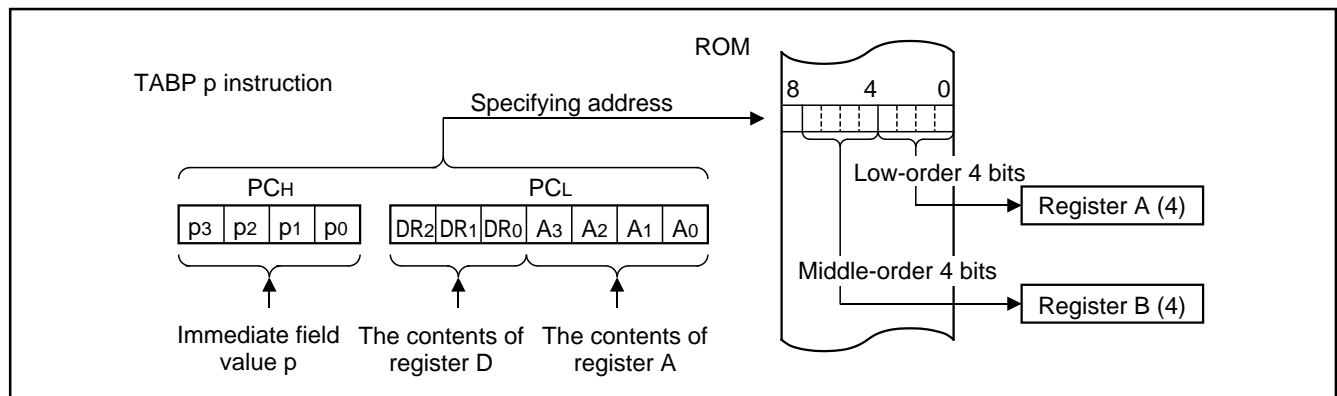 ROM
TABP p instruction
8 4 0
Specifying address
Low-order 4 bits
PCH PCL
Register A (4)
p3 p2 p1 p0 DR2 DR1 DR0 A3 A2 A1 A0
Middle-order 4 bits
Register B (4)
Immediate field
value p
The contents of
register D
The contents of
register A